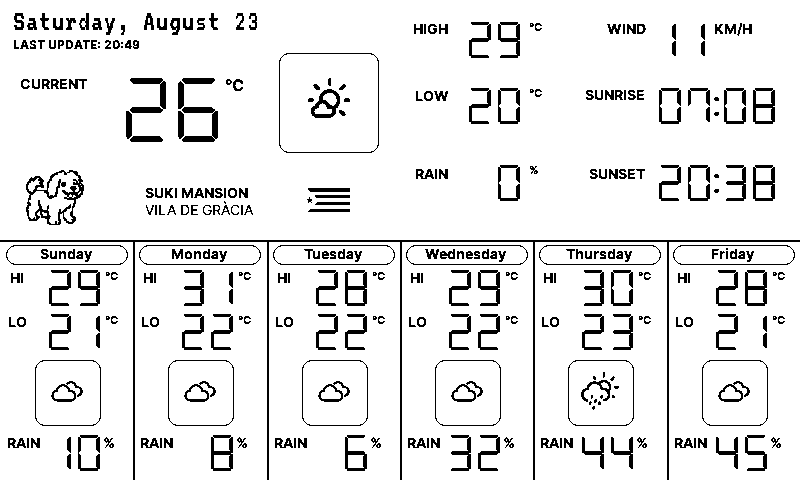 Saturday, August 23
LAST UPDATE: 20:49
CURRENT 26 °C
HIGH 29 °C
LOW 20 °C
RAIN 0 %
WIND 11 KM/H
SUNRISE 07:08
SUNSET 20:38
SUKI MANSION
VILA DE GRÀCIA
Sunday
HI 29 °C
LO 21 °C
RAIN 10 %
Monday
HI 31 °C
LO 22 °C
RAIN 8 %
Tuesday
HI 28 °C
LO 22 °C
RAIN 6 %
Wednesday
HI 29 °C
LO 22 °C
RAIN 32 %
Thursday
HI 30 °C
LO 23 °C
RAIN 44 %
Friday
HI 28 °C
LO 21 °C
RAIN 45 %